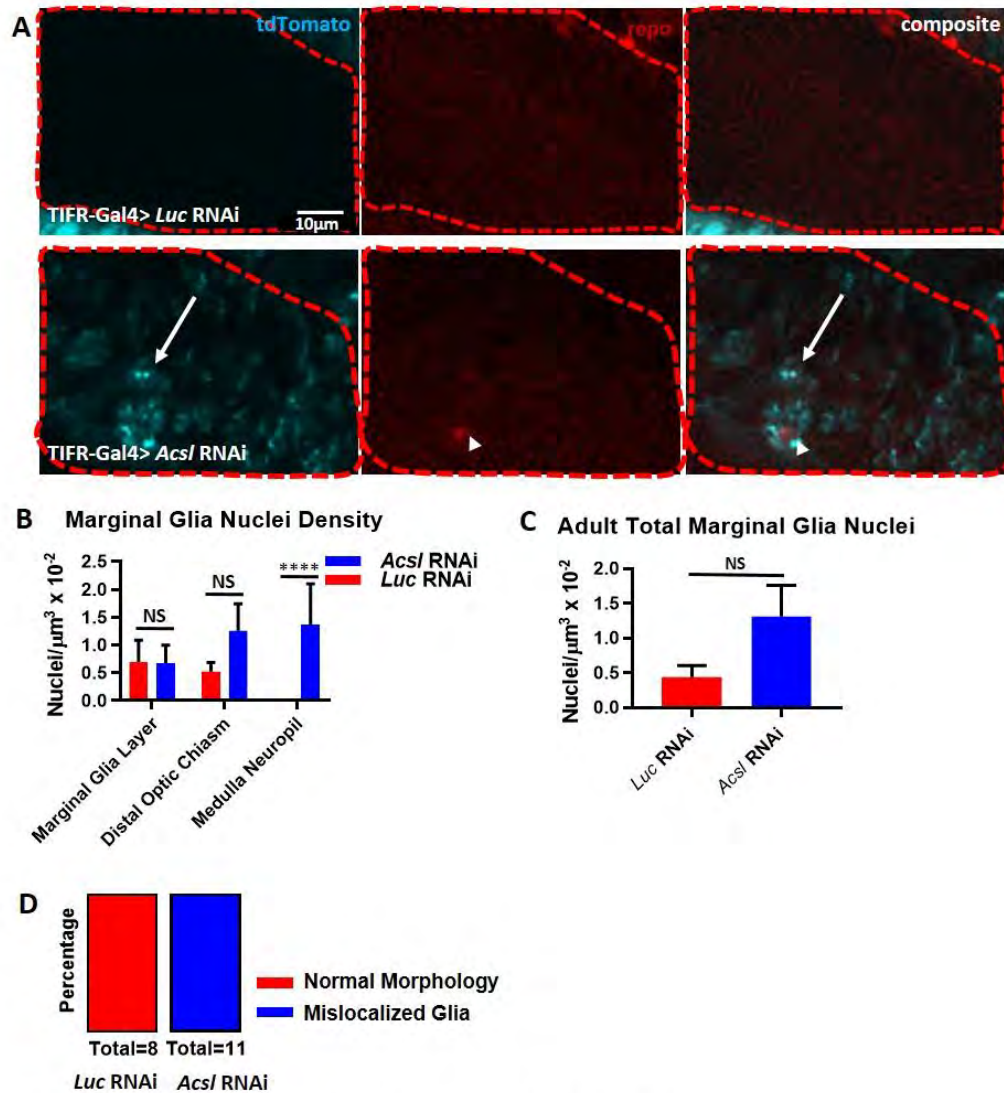 A
tdTomato
repo
composite
TIFR-Gal4> Luc RNAi
10µm
TIFR-Gal4> Acsl RNAi
B Marginal Glia Nuclei Density
Nuclei/µm³ x 10⁻²
2.5
2.0
1.5
1.0
0.5
0.0
NS
NS
****
Acsl RNAi
Luc RNAi
Marginal Glia Layer
Distal Optic Chiasm
Medulla Neuropil
C Adult Total Marginal Glia Nuclei
Nuclei/µm³ x 10⁻²
2.0
1.5
1.0
0.5
0.0
NS
Luc RNAi
Acsl RNAi
D
Percentage
Total=8 Total=11
Luc RNAi Acsl RNAi
Normal Morphology
Mislocalized Glia